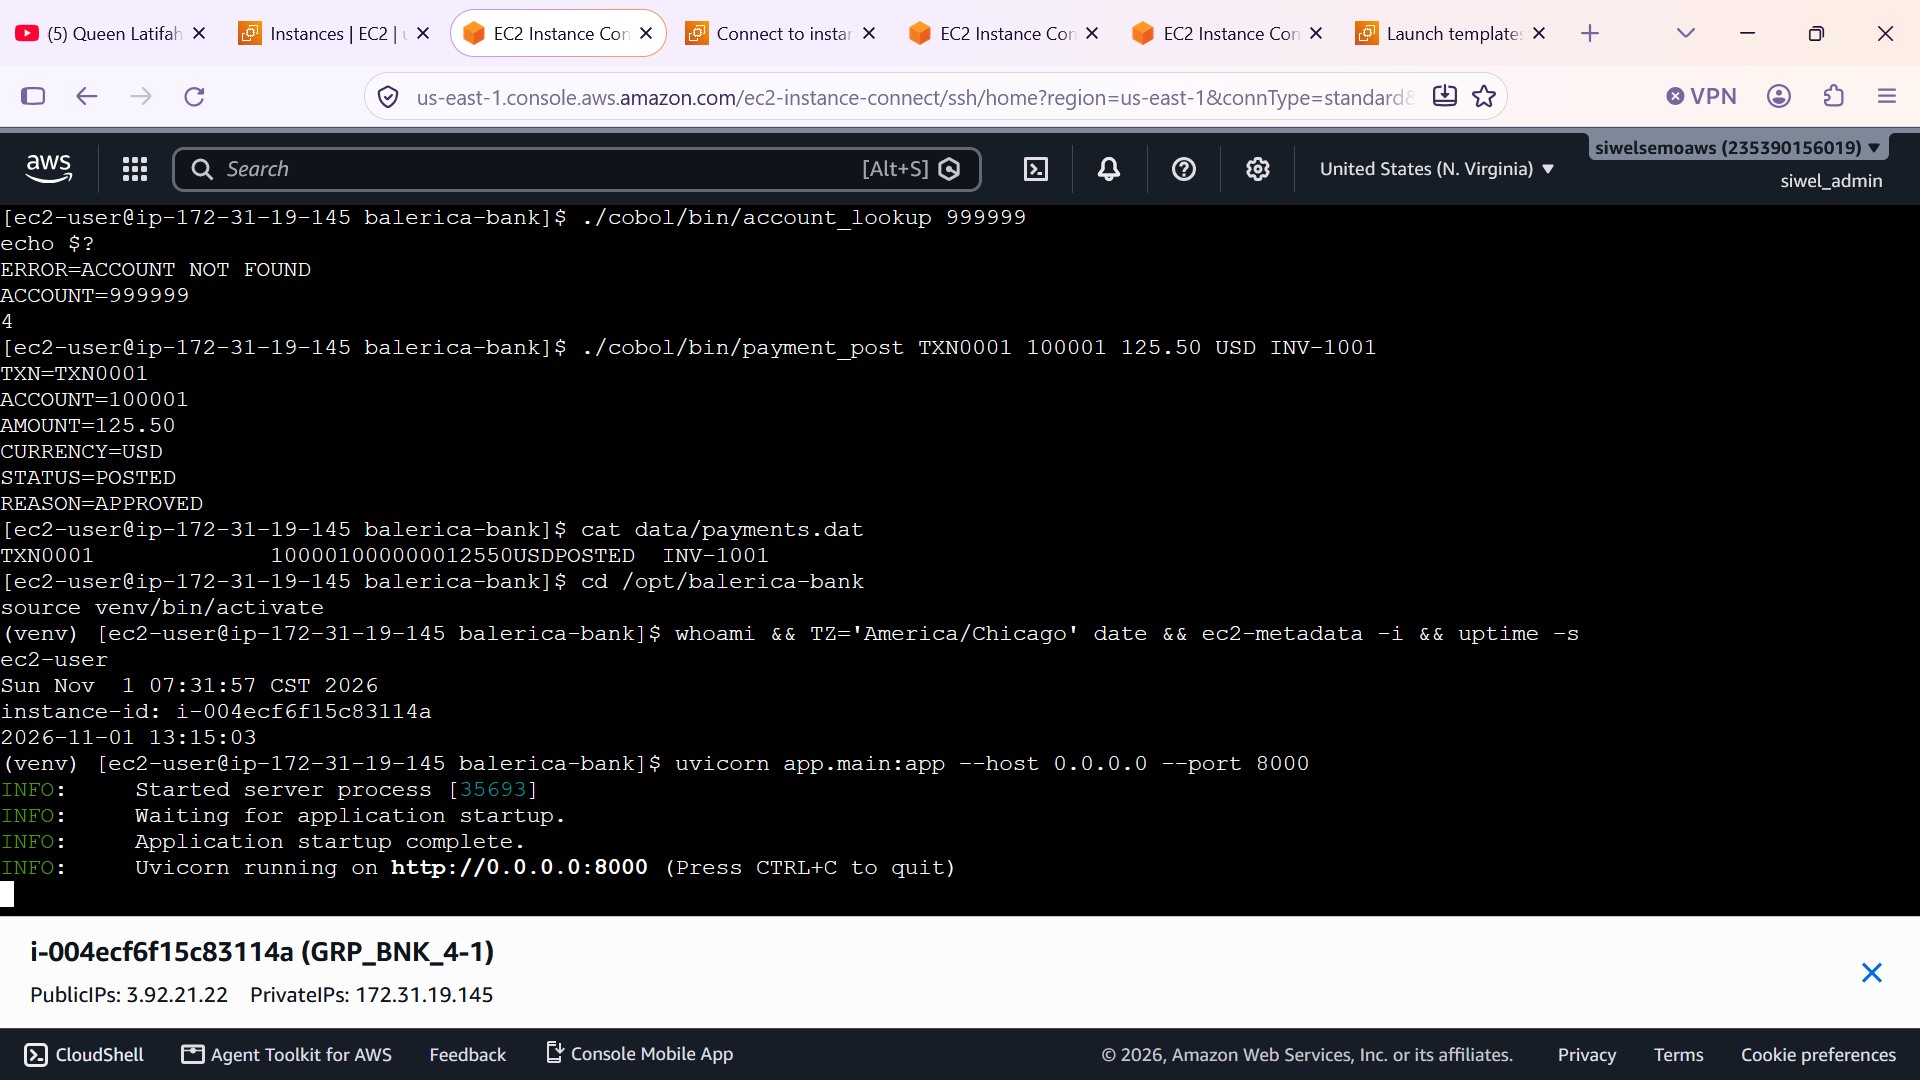 (5) Queen Latifah
Instances | EC2 |
EC2 Instance Con
Connect to instar
EC2 Instance Con
EC2 Instance Con
Launch templates
us-east-1.console.aws.amazon.com/ec2-instance-connect/ssh/home?region=us-east-1&connType=standard&
VPN
aws
Search
[Alt+S]
United States (N. Virginia) ▼
siwelsemoaws (235390156019) ▼
siwel_admin
[ec2-user@ip-172-31-19-145 balerica-bank]$ ./cobol/bin/account_lookup 999999
echo $?
ERROR=ACCOUNT NOT FOUND
ACCOUNT=999999
4
[ec2-user@ip-172-31-19-145 balerica-bank]$ ./cobol/bin/payment_post TXN0001 100001 125.50 USD INV-1001
TXN=TXN0001
ACCOUNT=100001
AMOUNT=125.50
CURRENCY=USD
STATUS=POSTED
REASON=APPROVED
[ec2-user@ip-172-31-19-145 balerica-bank]$ cat data/payments.dat
TXN0001             100001000000012550USDPOSTED  INV-1001
[ec2-user@ip-172-31-19-145 balerica-bank]$ cd /opt/balerica-bank
source venv/bin/activate
(venv) [ec2-user@ip-172-31-19-145 balerica-bank]$ whoami && TZ='America/Chicago' date && ec2-metadata -i && uptime -s
ec2-user
Sun Nov  1 07:31:57 CST 2026
instance-id: i-004ecf6f15c83114a
2026-11-01 13:15:03
(venv) [ec2-user@ip-172-31-19-145 balerica-bank]$ uvicorn app.main:app --host 0.0.0.0 --port 8000
INFO:     Started server process [35693]
INFO:     Waiting for application startup.
INFO:     Application startup complete.
INFO:     Uvicorn running on http://0.0.0.0:8000 (Press CTRL+C to quit)
i-004ecf6f15c83114a (GRP_BNK_4-1)
PublicIPs: 3.92.21.22    PrivateIPs: 172.31.19.145
CloudShell
Agent Toolkit for AWS
Feedback
Console Mobile App
© 2026, Amazon Web Services, Inc. or its affiliates.
Privacy
Terms
Cookie preferences